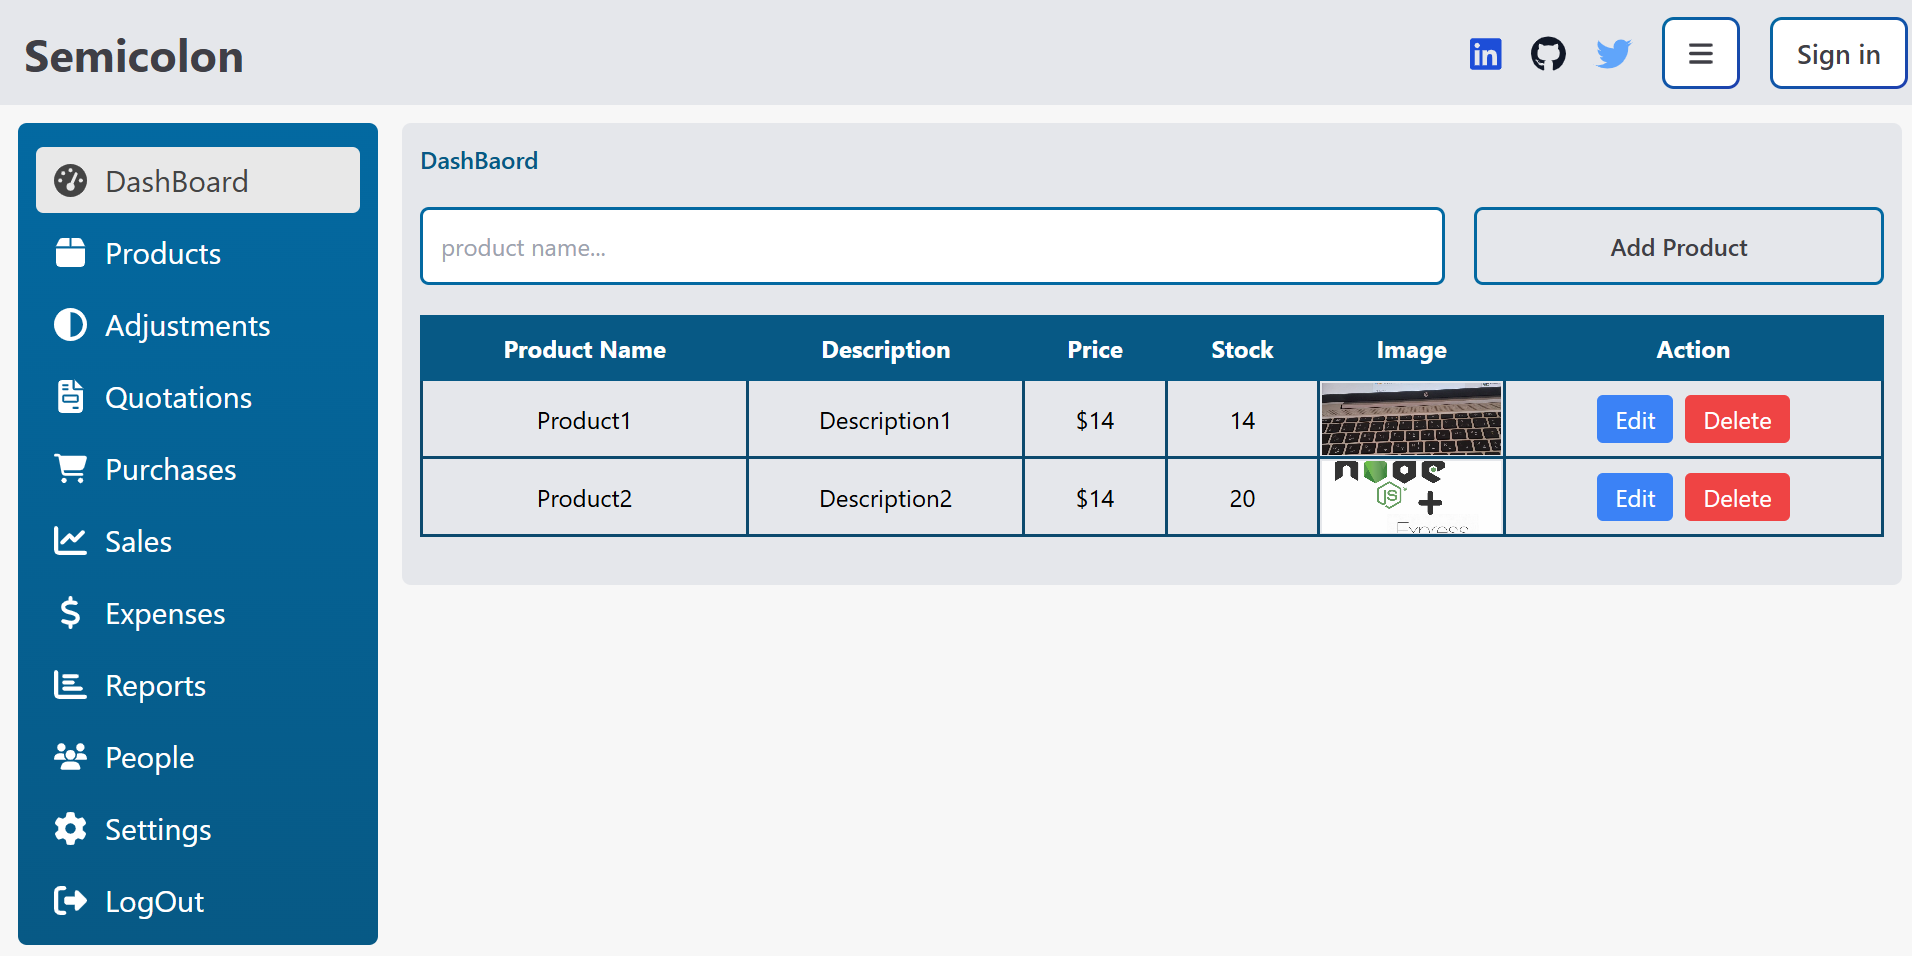 Semicolon
Sign in
DashBoard
Products
Adjustments
Quotations
Purchases
Sales
Expenses
Reports
People
Settings
LogOut
DashBaord
product name...
Add Product
Product Name Description Price Stock Image Action
Product1 Description1 $14 14 Edit Delete
Product2 Description2 $14 20 Edit Delete
node
JS
+
Express